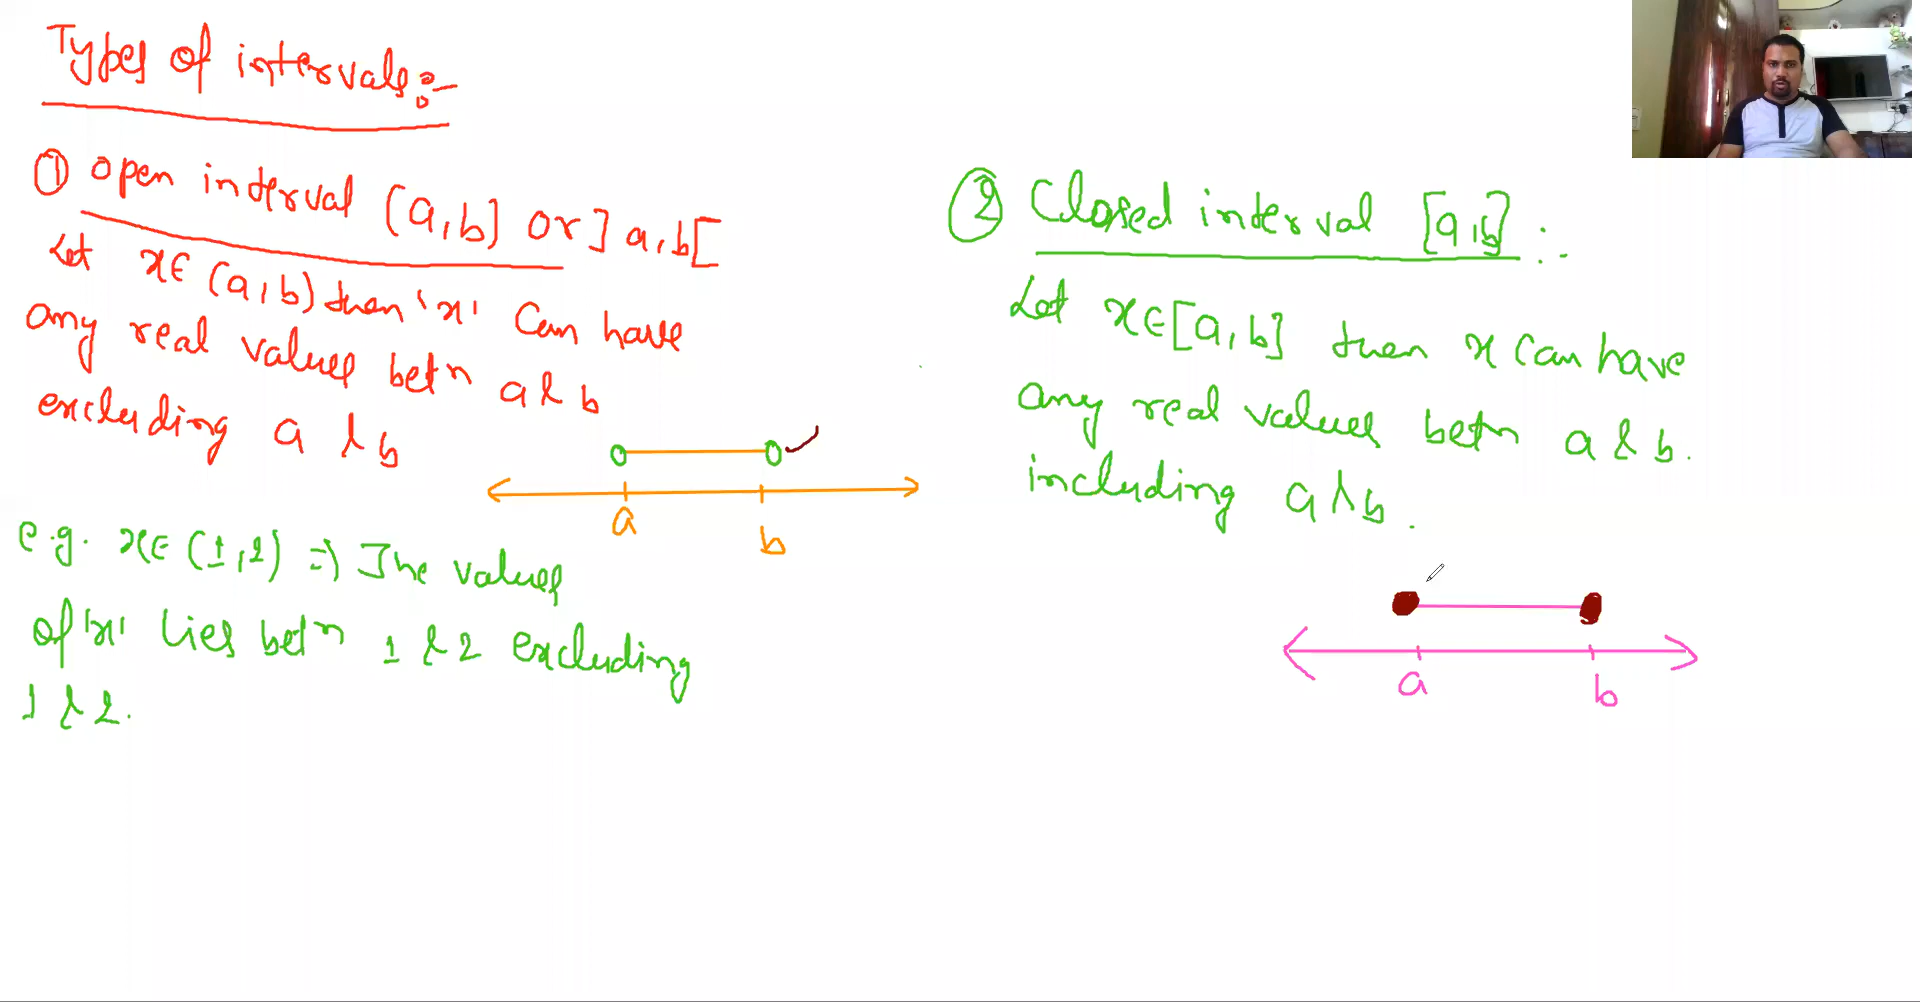 Types of intervals:-
① open interval (a,b] or ]a,b[
Let x∈(a,b) then 'x' can have
any real values betn a & b
excluding a & b
a b
e.g. x∈(1,2) ⇒ The values
of 'x' lies betn 1 & 2 excluding
1 & 2.
② Closed interval [a,b] :-
Let x∈[a,b] then x can have
any real values betn a & b.
including a & b.
a b